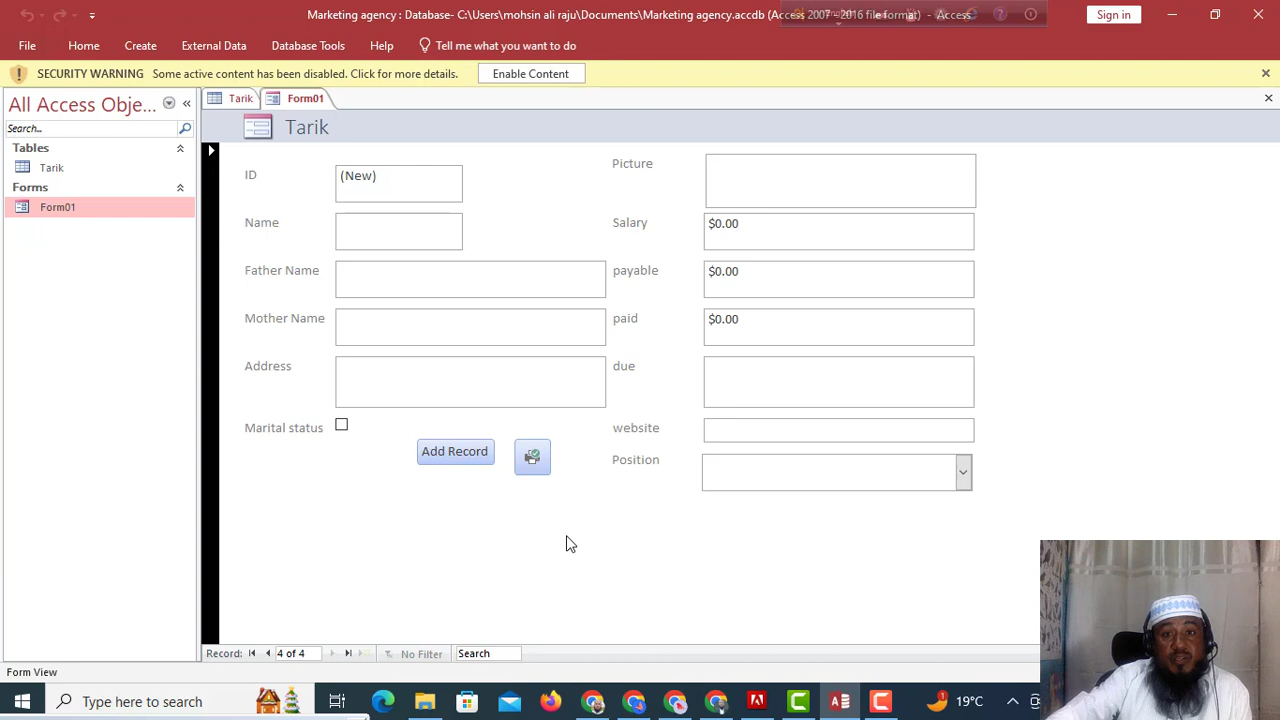 Marketing agency : Database- C:\Users\mohsin ali raju\Documents\Marketing agency.accdb (Access 2007 - 2016 file format) - Access
Sign in
File Home Create External Data Database Tools Help Tell me what you want to do
SECURITY WARNING Some active content has been disabled. Click for more details. Enable Content
All Access Obje...
Search...
Tables
Tarik
Forms
Form01
Tarik Form01
Tarik
ID (New)
Name
Father Name
Mother Name
Address
Marital status
Add Record
Picture
Salary $0.00
payable $0.00
paid $0.00
due
website
Position
Record: 4 of 4 No Filter Search
Form View
Type here to search
1 19°C